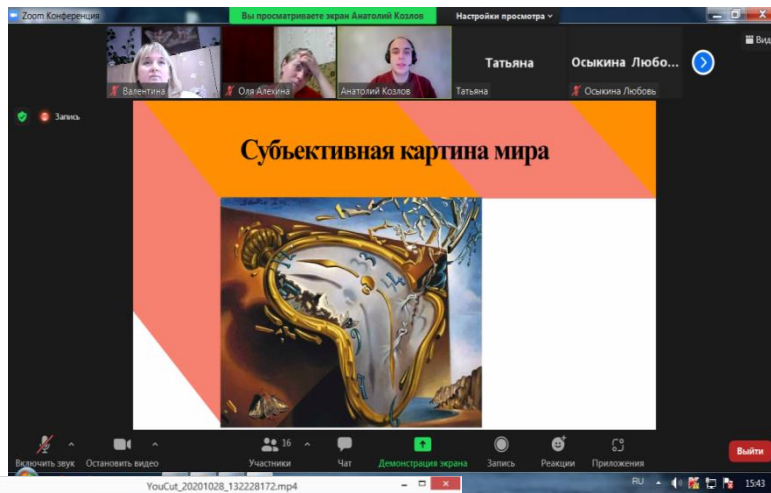 Zoom Конференция
Вы просматриваете экран Анатолий Козлов
Настройки просмотра
Вид
Валентина
Оля Алехина
Анатолий Козлов
Татьяна
Татьяна
Осыкина Любо...
Осыкина Любовь
Запись
Субъективная картина мира
Включить звук
Остановить видео
16
Участники
Чат
Демонстрация экрана
Запись
Реакции
Приложения
Выйти
YouCut_20201028_132228172.mp4
RU
15:43